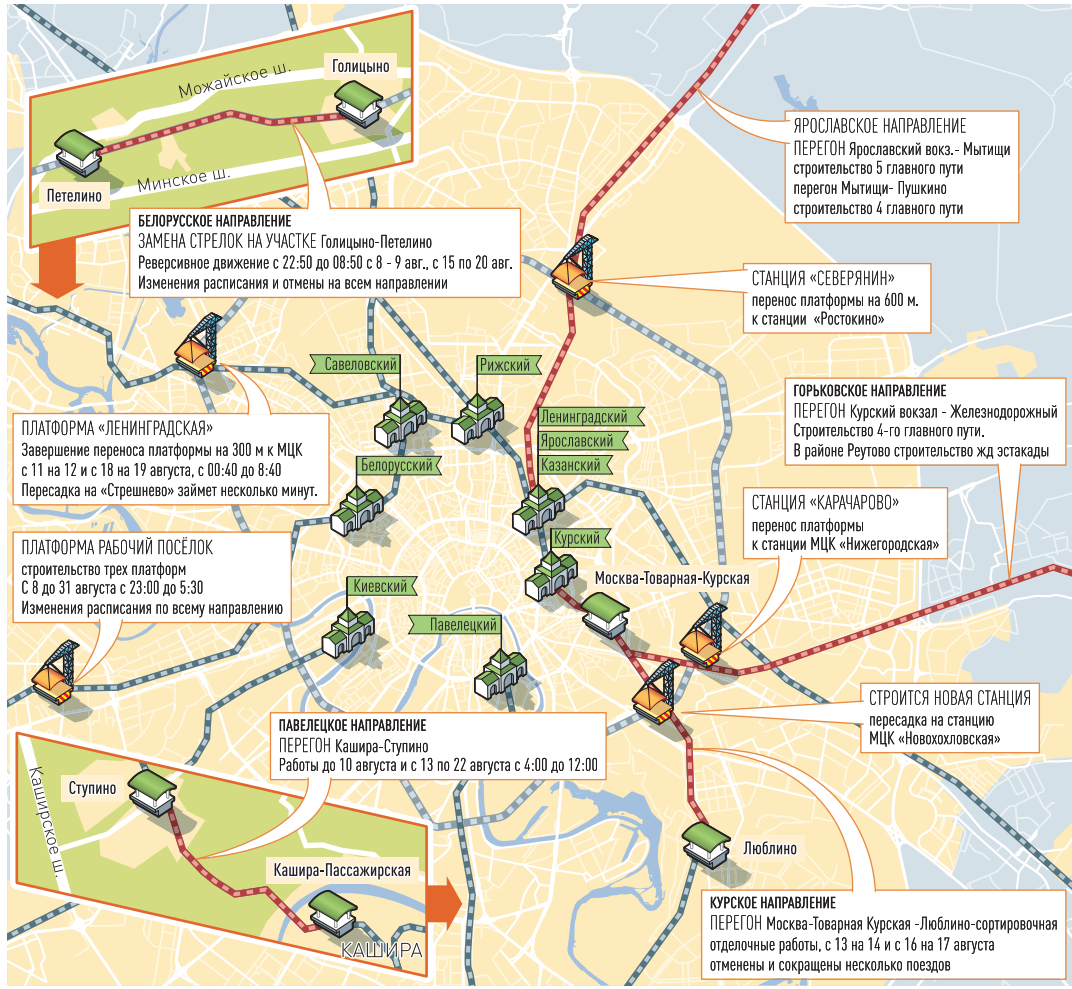 Можайское ш.
Голицыно
Петелино
Минское ш.
БЕЛОРУССКОЕ НАПРАВЛЕНИЕ
ЗАМЕНА СТРЕЛОК НА УЧАСТКЕ Голицыно-Петелино
Реверсивное движение с 22:50 до 08:50 с 8 - 9 авг., с 15 по 20 авг.
Изменения расписания и отмены на всем направлении
ЯРОСЛАВСКОЕ НАПРАВЛЕНИЕ
ПЕРЕГОН Ярославский вокз.- Мытищи
строительство 5 главного пути
перегон Мытищи- Пушкино
строительство 4 главного пути
СТАНЦИЯ «СЕВЕРЯНИН»
перенос платформы на 600 м.
к станции «Ростокино»
Савеловский
Рижский
Ленинградский
Ярославский
Казанский
Белорусский
Курский
Киевский
Павелецкий
Москва-Товарная-Курская
ПЛАТФОРМА «ЛЕНИНГРАДСКАЯ»
Завершение переноса платформы на 300 м к МЦК
с 11 на 12 и с 18 на 19 августа, с 00:40 до 8:40
Пересадка на «Стрешнево» займет несколько минут.
ГОРЬКОВСКОЕ НАПРАВЛЕНИЕ
ПЕРЕГОН Курский вокзал - Железнодорожный
Строительство 4-го главного пути.
В районе Реутово строительство жд эстакады
СТАНЦИЯ «КАРАЧАРОВО»
перенос платформы
к станции МЦК «Нижегородская»
ПЛАТФОРМА РАБОЧИЙ ПОСЁЛОК
строительство трех платформ
С 8 до 31 августа с 23:00 до 5:30
Изменения расписания по всему направлению
СТРОИТСЯ НОВАЯ СТАНЦИЯ
пересадка на станцию
МЦК «Новохохловская»
ПАВЕЛЕЦКОЕ НАПРАВЛЕНИЕ
ПЕРЕГОН Кашира-Ступино
Работы до 10 августа и с 13 по 22 августа с 4:00 до 12:00
Каширское ш.
Ступино
Кашира-Пассажирская
КАШИРА
Люблино
КУРСКОЕ НАПРАВЛЕНИЕ
ПЕРЕГОН Москва-Товарная Курская -Люблино-сортировочная
отделочные работы, с 13 на 14 и с 16 на 17 августа
отменены и сокращены несколько поездов